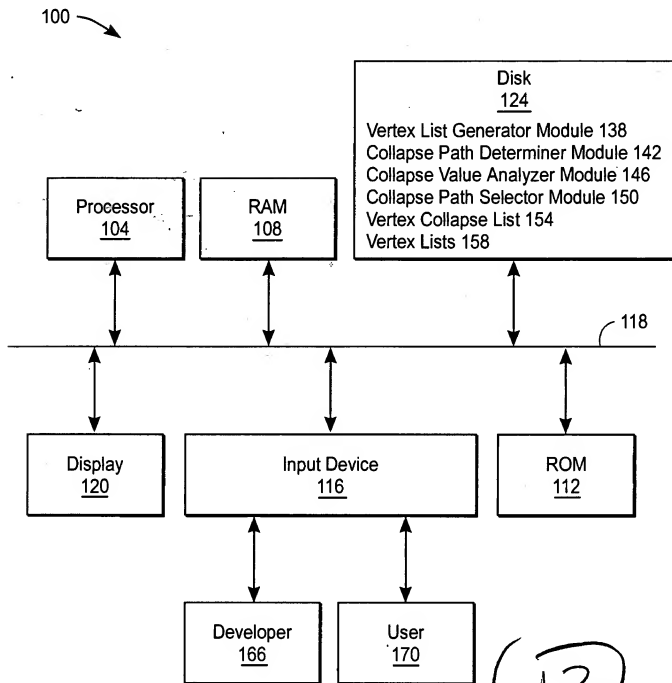 100
Disk
124
Vertex List Generator Module 138
Collapse Path Determiner Module 142
Collapse Value Analyzer Module 146
Collapse Path Selector Module 150
Vertex Collapse List 154
Vertex Lists 158
Processor
104
RAM
108
118
Display
120
Input Device
116
ROM
112
Developer
166
User
170